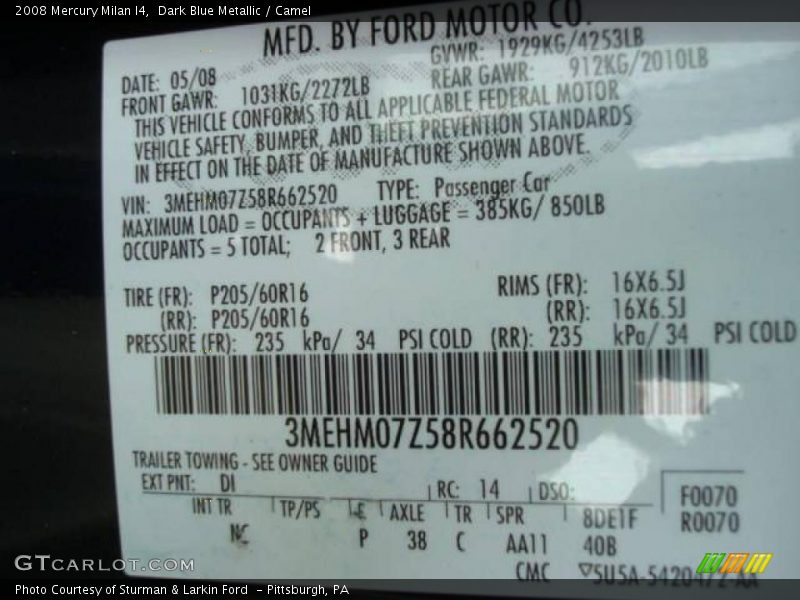 2008 Mercury Milan I4, Dark Blue Metallic / Camel
MFD. BY FORD MOTOR CO.
DATE: 05/08 GVWR: 1929KG/4253LB
FRONT GAWR: 1031KG/2272LB REAR GAWR: 912KG/2010LB
THIS VEHICLE CONFORMS TO ALL APPLICABLE FEDERAL MOTOR
VEHICLE SAFETY, BUMPER, AND THEFT PREVENTION STANDARDS
IN EFFECT ON THE DATE OF MANUFACTURE SHOWN ABOVE.
VIN: 3MEHM07Z58R662520 TYPE: Passenger Car
MAXIMUM LOAD = OCCUPANTS + LUGGAGE = 385KG/ 850LB
OCCUPANTS = 5 TOTAL; 2 FRONT, 3 REAR
TIRE (FR): P205/60R16 RIMS (FR): 16X6.5J
(RR): P205/60R16 (RR): 16X6.5J
PRESSURE (FR): 235 kPa/ 34 PSI COLD (RR): 235 kPa/ 34 PSI COLD
3MEHM07Z58R662520
TRAILER TOWING - SEE OWNER GUIDE
EXT PNT: DI RC: 14 DSO: F0070
INT TR TP/PS AXLE TR SPR 8DE1F R0070
P 38 C AA11 40B
CMC 5U5A-5420472-AA
GTCARLOT.COM
Photo Courtesy of Sturman & Larkin Ford - Pittsburgh, PA